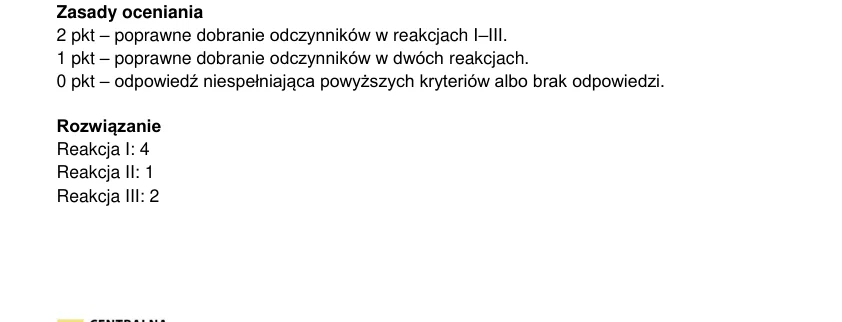 Zasady oceniania
2 pkt – poprawne dobranie odczynników w reakcjach I–III.
1 pkt – poprawne dobranie odczynników w dwóch reakcjach.
0 pkt – odpowiedź niespełniająca powyższych kryteriów albo brak odpowiedzi.
Rozwiązanie
Reakcja I: 4
Reakcja II: 1
Reakcja III: 2
CENTRALNA